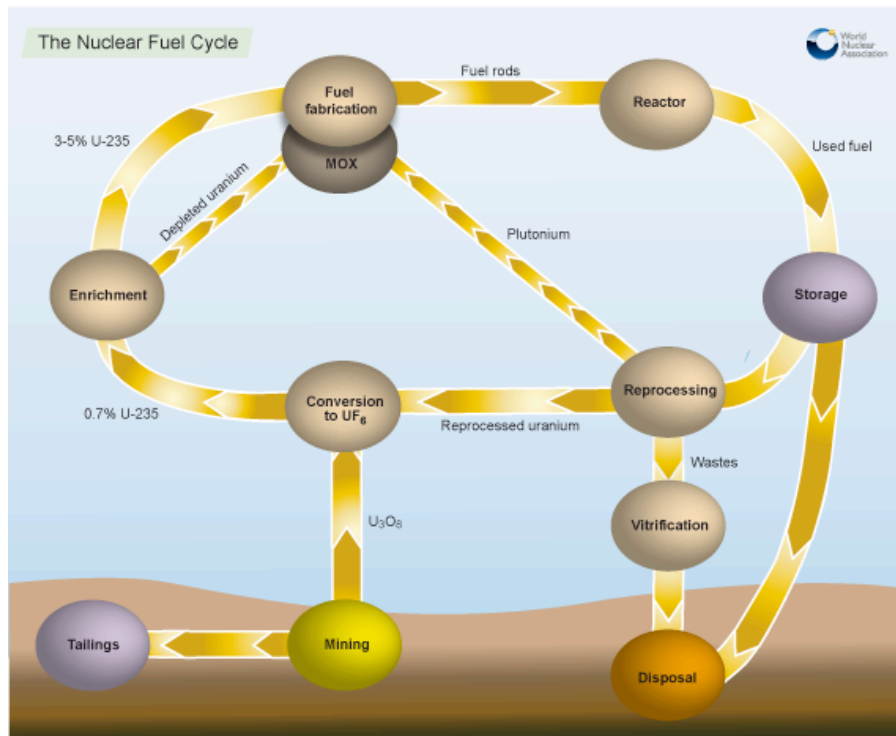 The Nuclear Fuel Cycle
World
Nuclear
Association
Fuel
fabrication
Fuel rods
Reactor
3-5% U-235
MOX
Used fuel
Depleted uranium
Plutonium
Enrichment
Storage
Conversion
to UF₆
Reprocessing
0.7% U-235
Reprocessed uranium
Wastes
U₃O₈
Vitrification
Tailings
Mining
Disposal